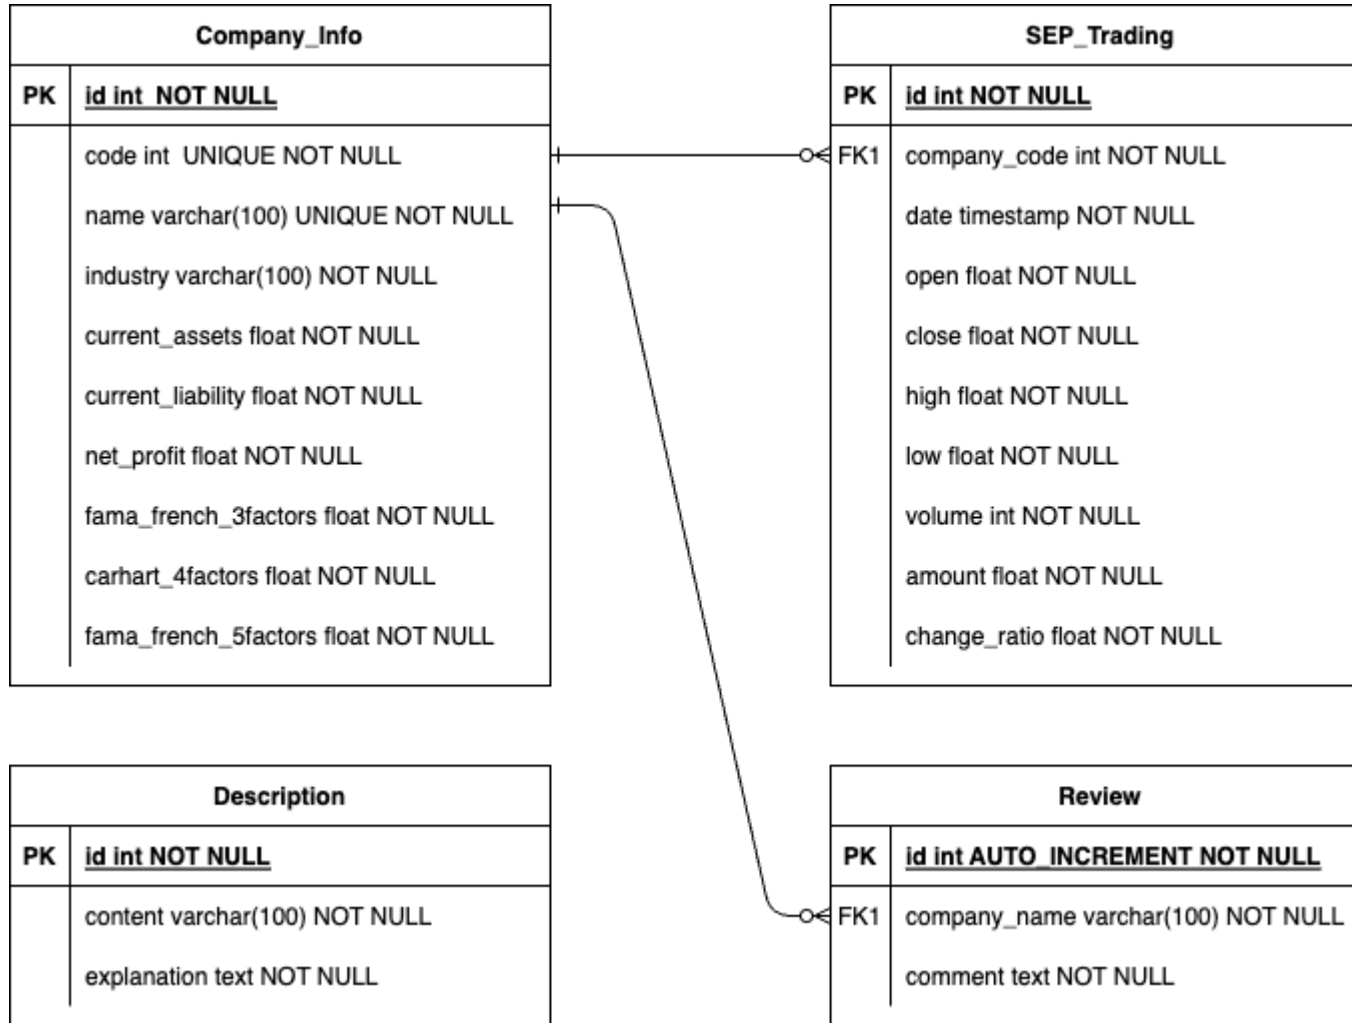 Company_Info
PK id int  NOT NULL
code int  UNIQUE NOT NULL
name varchar(100) UNIQUE NOT NULL
industry varchar(100) NOT NULL
current_assets float NOT NULL
current_liability float NOT NULL
net_profit float NOT NULL
fama_french_3factors float NOT NULL
carhart_4factors float NOT NULL
fama_french_5factors float NOT NULL
SEP_Trading
PK id int NOT NULL
FK1 company_code int NOT NULL
date timestamp NOT NULL
open float NOT NULL
close float NOT NULL
high float NOT NULL
low float NOT NULL
volume int NOT NULL
amount float NOT NULL
change_ratio float NOT NULL
Description
PK id int NOT NULL
content varchar(100) NOT NULL
explanation text NOT NULL
Review
PK id int AUTO_INCREMENT NOT NULL
FK1 company_name varchar(100) NOT NULL
comment text NOT NULL